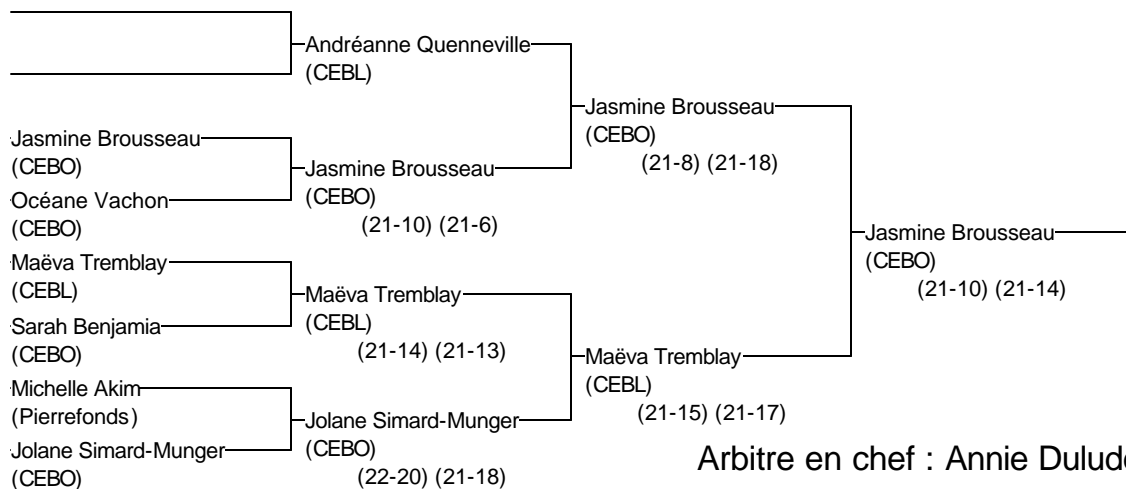 Andréanne Quenneville
(CEBL)
Jasmine Brousseau
(CEBO)
(21-8) (21-18)
Jasmine Brousseau
(CEBO)
Jasmine Brousseau
(CEBO)
(21-10) (21-6)
Océane Vachon
(CEBO)
Jasmine Brousseau
(CEBO)
(21-10) (21-14)
Maëva Tremblay
(CEBL)
Maëva Tremblay
(CEBL)
(21-14) (21-13)
Sarah Benjamia
(CEBO)
Maëva Tremblay
(CEBL)
(21-15) (21-17)
Michelle Akim
(Pierrefonds)
Jolane Simard-Munger
(CEBO)
(22-20) (21-18)
Jolane Simard-Munger
(CEBO)
Arbitre en chef : Annie